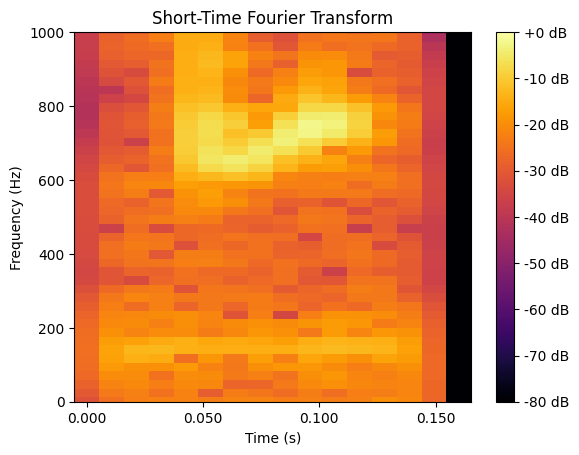 Short-Time Fourier Transform
Frequency (Hz)
1000
800
600
400
200
0
0.000
0.050
0.100
0.150
Time (s)
+0 dB
-10 dB
-20 dB
-30 dB
-40 dB
-50 dB
-60 dB
-70 dB
-80 dB